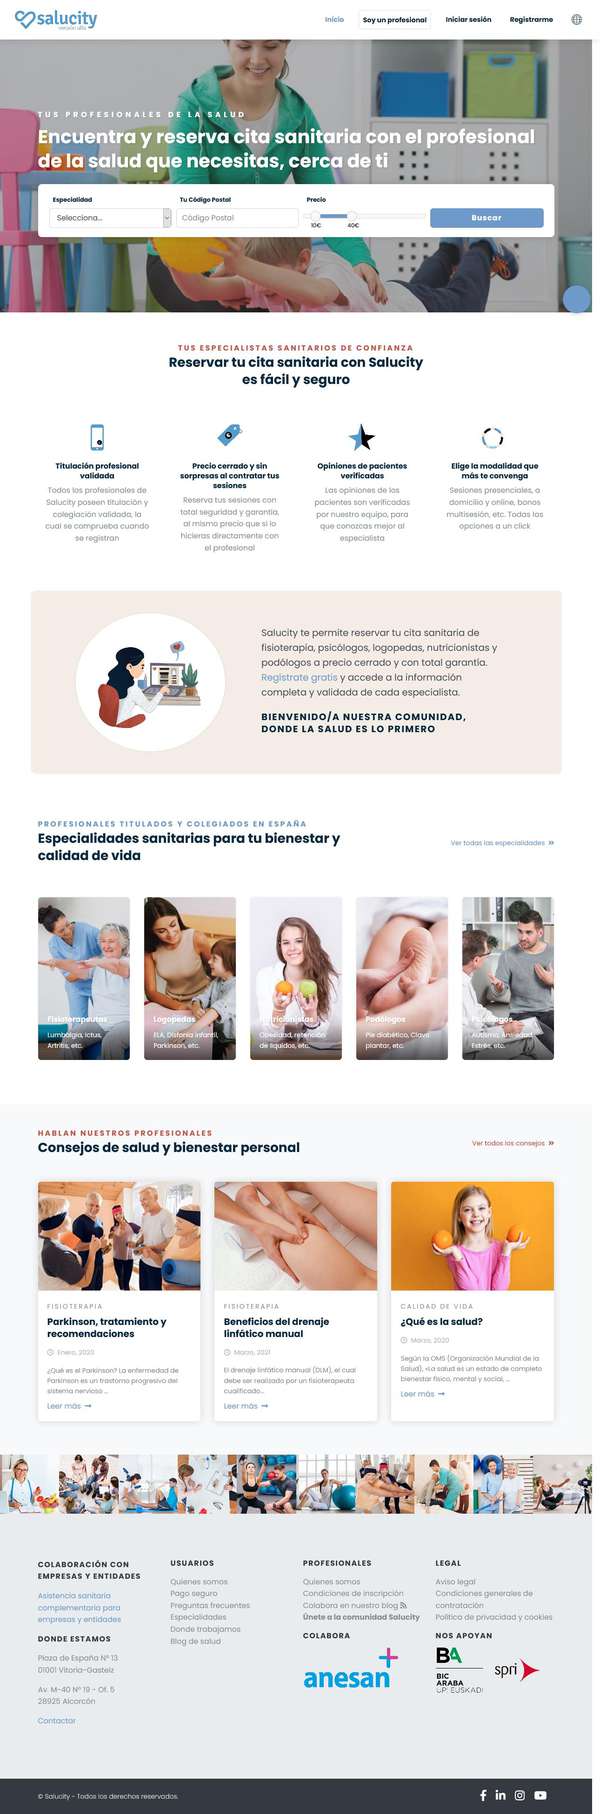 salucity
versión alfa
Inicio
Soy un profesional
Iniciar sesión
Registrarme
TUS PROFESIONALES DE LA SALUD
Encuentra y reserva cita sanitaria con el profesional
de la salud que necesitas, cerca de ti
Especialidad
Tu Código Postal
Precio
Selecciona...
Código Postal
10€
40€
Buscar
TUS ESPECIALISTAS SANITARIOS DE CONFIANZA
Reservar tu cita sanitaria con Salucity
es fácil y seguro
Titulación profesional
validada
Todos los profesionales de
Salucity poseen titulación y
colegiación validada, la
cual se comprueba cuando
se registran
Precio cerrado y sin
sorpresas al contratar tus
sesiones
Reserva tus sesiones con
total seguridad y garantía,
al mismo precio que si lo
hicieras directamente con
el profesional
Opiniones de pacientes
verificadas
Las opiniones de los
pacientes son verificadas
por nuestro equipo, para
que conozcas mejor al
especialista
Elige la modalidad que
más te convenga
Sesiones presenciales, a
domicilio y online, bonos
multisesión, etc. Todas las
opciones a un click
Salucity te permite reservar tu cita sanitaria de
fisioterapia, psicólogos, logopedas, nutricionistas y
podólogos a precio cerrado y con total garantía.
Regístrate gratis y accede a la información
completa y validada de cada especialista.
BIENVENIDO/A NUESTRA COMUNIDAD,
DONDE LA SALUD ES LO PRIMERO
PROFESIONALES TITULADOS Y COLEGIADOS EN ESPAÑA
Especialidades sanitarias para tu bienestar y
calidad de vida
Ver todas las especialidades »
Fisioterapeutas
Lumbalgia, Ictus,
Artritis, etc.
Logopedas
ELA, Disfonía infantil,
Parkinson, etc.
Nutricionistas
Obesidad, retención
de líquidos, etc.
Podólogos
Pie diabético, Clavo
plantar, etc.
Psicólogos
Autismo, Ansiedad,
Estrés, etc.
HABLAN NUESTROS PROFESIONALES
Consejos de salud y bienestar personal
Ver todos los consejos »
FISIOTERAPIA
Parkinson, tratamiento y
recomendaciones
Enero, 2020
¿Qué es el Parkinson? La enfermedad de
Parkinson es un trastorno progresivo del
sistema nervioso ...
Leer más →
FISIOTERAPIA
Beneficios del drenaje
linfático manual
Marzo, 2021
El drenaje linfático manual (DLM), el cual
debe ser realizado por un fisioterapeuta
cualificado...
Leer más →
CALIDAD DE VIDA
¿Qué es la salud?
Marzo, 2020
Según la OMS (Organización Mundial de la
Salud), «La salud es un estado de completo
bienestar físico, mental y social, ...
Leer más →
COLABORACIÓN CON
EMPRESAS Y ENTIDADES
Asistencia sanitaria
complementaria para
empresas y entidades
DONDE ESTAMOS
Plaza de España Nº 13
01001 Vitoria-Gasteiz
Av. M-40 Nº 19 - Of. 5
28925 Alcorcón
Contactar
USUARIOS
Quienes somos
Pago seguro
Preguntas frecuentes
Especialidades
Donde trabajamos
Blog de salud
PROFESIONALES
Quienes somos
Condiciones de inscripción
Colabora en nuestro blog
Únete a la comunidad Salucity
COLABORA
anesan
LEGAL
Aviso legal
Condiciones generales de
contratación
Política de privacidad y cookies
NOS APOYAN
BIC
ARABA
UP! EUSKADI
spri
© Salucity - Todos los derechos reservados.